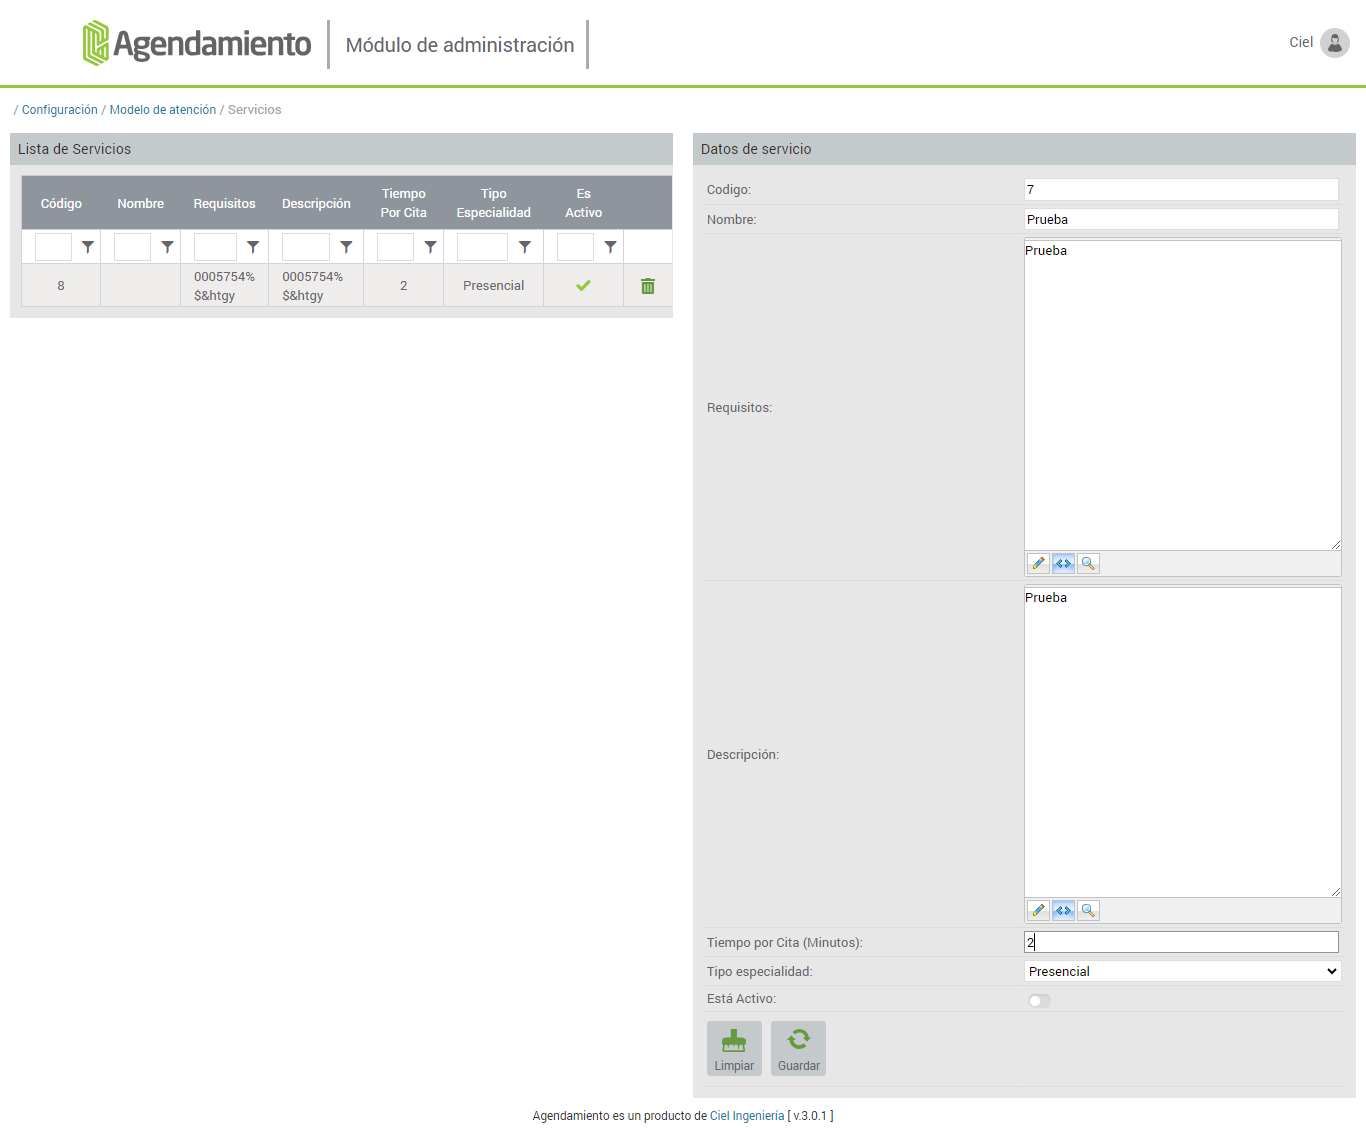 Agendamiento
Módulo de administración
Ciel
/ Configuración / Modelo de atención / Servicios
Lista de Servicios
Código
Nombre
Requisitos
Descripción
Tiempo
Por Cita
Tipo
Especialidad
Es
Activo
8
0005754%
$&htgy
0005754%
$&htgy
2
Presencial
Datos de servicio
Codigo:
7
Nombre:
Prueba
Requisitos:
Prueba
Descripción:
Prueba
Tiempo por Cita (Minutos):
2
Tipo especialidad:
Presencial
Está Activo:
Limpiar
Guardar
Agendamiento es un producto de Ciel Ingeniería [ v.3.0.1 ]